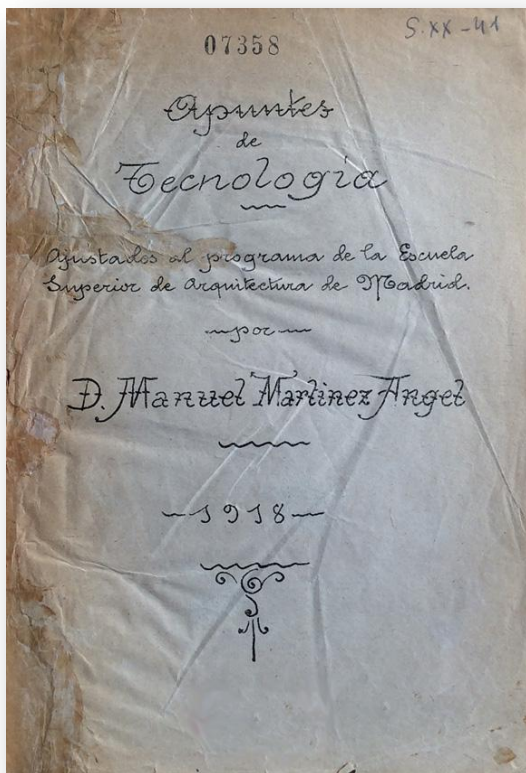 S.XX-41
07358
Apuntes
de
Tecnología
Ajustados al programa de la Escuela
Superior de Arquitectura de Madrid.
por
D. Manuel Martinez Angel
1918